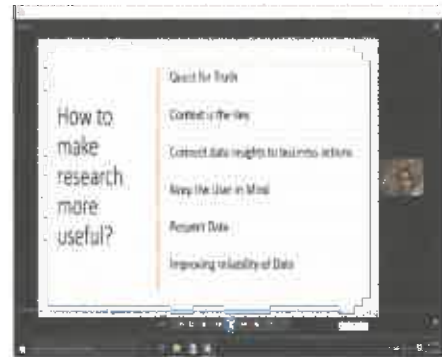 How to
make
research
more
useful?
Quest for Truth
Context is the key
Connect data insights to business actions
Keep the User in Mind
Respect Data
Improving reliability of Data